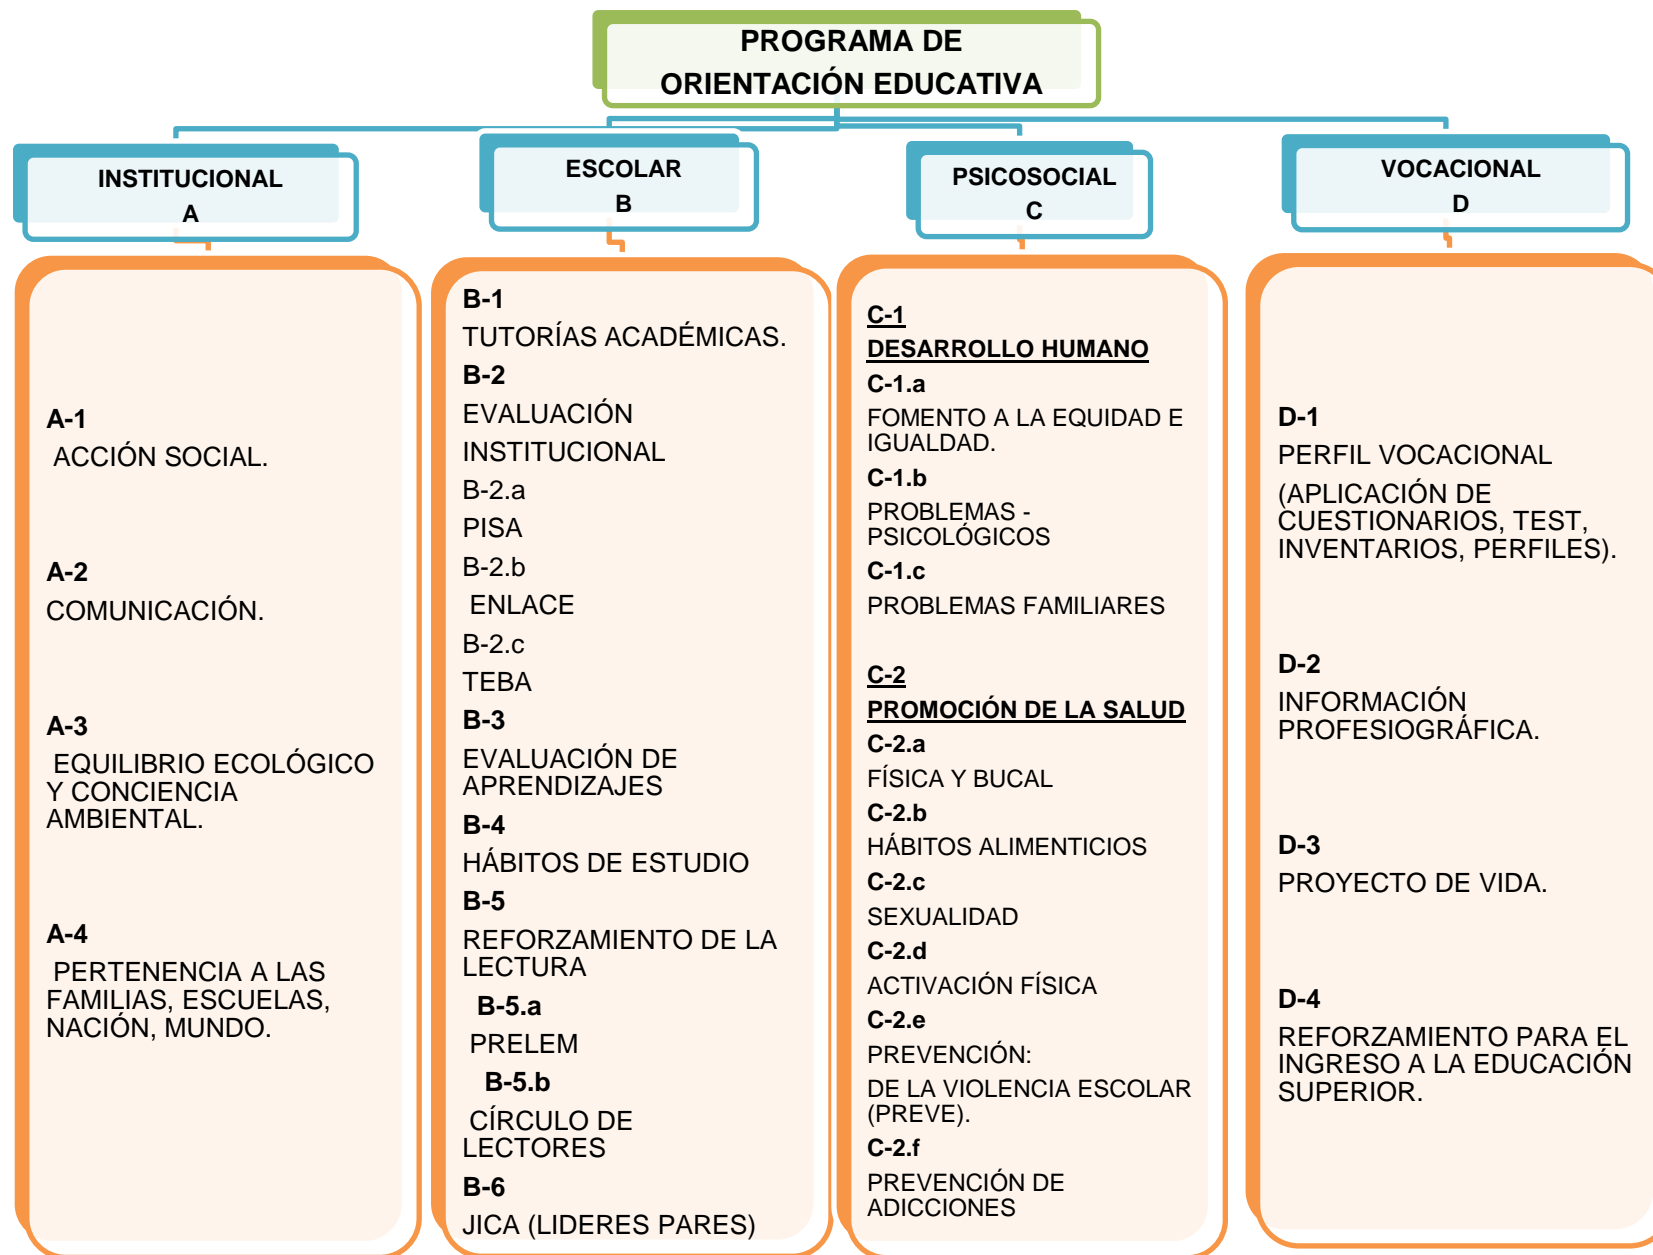 PROGRAMA DE
ORIENTACIÓN EDUCATIVA
INSTITUCIONAL
A
A-1
ACCIÓN SOCIAL.
A-2
COMUNICACIÓN.
A-3
EQUILIBRIO ECOLÓGICO
Y CONCIENCIA
AMBIENTAL.
A-4
PERTENENCIA A LAS
FAMILIAS, ESCUELAS,
NACIÓN, MUNDO.
ESCOLAR
B
B-1
TUTORÍAS ACADÉMICAS.
B-2
EVALUACIÓN
INSTITUCIONAL
B-2.a
PISA
B-2.b
ENLACE
B-2.c
TEBA
B-3
EVALUACIÓN DE
APRENDIZAJES
B-4
HÁBITOS DE ESTUDIO
B-5
REFORZAMIENTO DE LA
LECTURA
B-5.a
PRELEM
B-5.b
CÍRCULO DE
LECTORES
B-6
JICA (LIDERES PARES)
PSICOSOCIAL
C
C-1
DESARROLLO HUMANO
C-1.a
FOMENTO A LA EQUIDAD E
IGUALDAD.
C-1.b
PROBLEMAS -
PSICOLÓGICOS
C-1.c
PROBLEMAS FAMILIARES
C-2
PROMOCIÓN DE LA SALUD
C-2.a
FÍSICA Y BUCAL
C-2.b
HÁBITOS ALIMENTICIOS
C-2.c
SEXUALIDAD
C-2.d
ACTIVACIÓN FÍSICA
C-2.e
PREVENCIÓN:
DE LA VIOLENCIA ESCOLAR
(PREVE).
C-2.f
PREVENCIÓN DE
ADICCIONES
VOCACIONAL
D
D-1
PERFIL VOCACIONAL
(APLICACIÓN DE
CUESTIONARIOS, TEST,
INVENTARIOS, PERFILES).
D-2
INFORMACIÓN
PROFESIOGRÁFICA.
D-3
PROYECTO DE VIDA.
D-4
REFORZAMIENTO PARA EL
INGRESO A LA EDUCACIÓN
SUPERIOR.